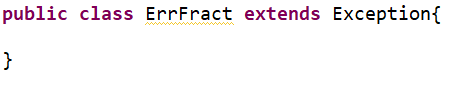 public class ErrFract extends Exception{
}